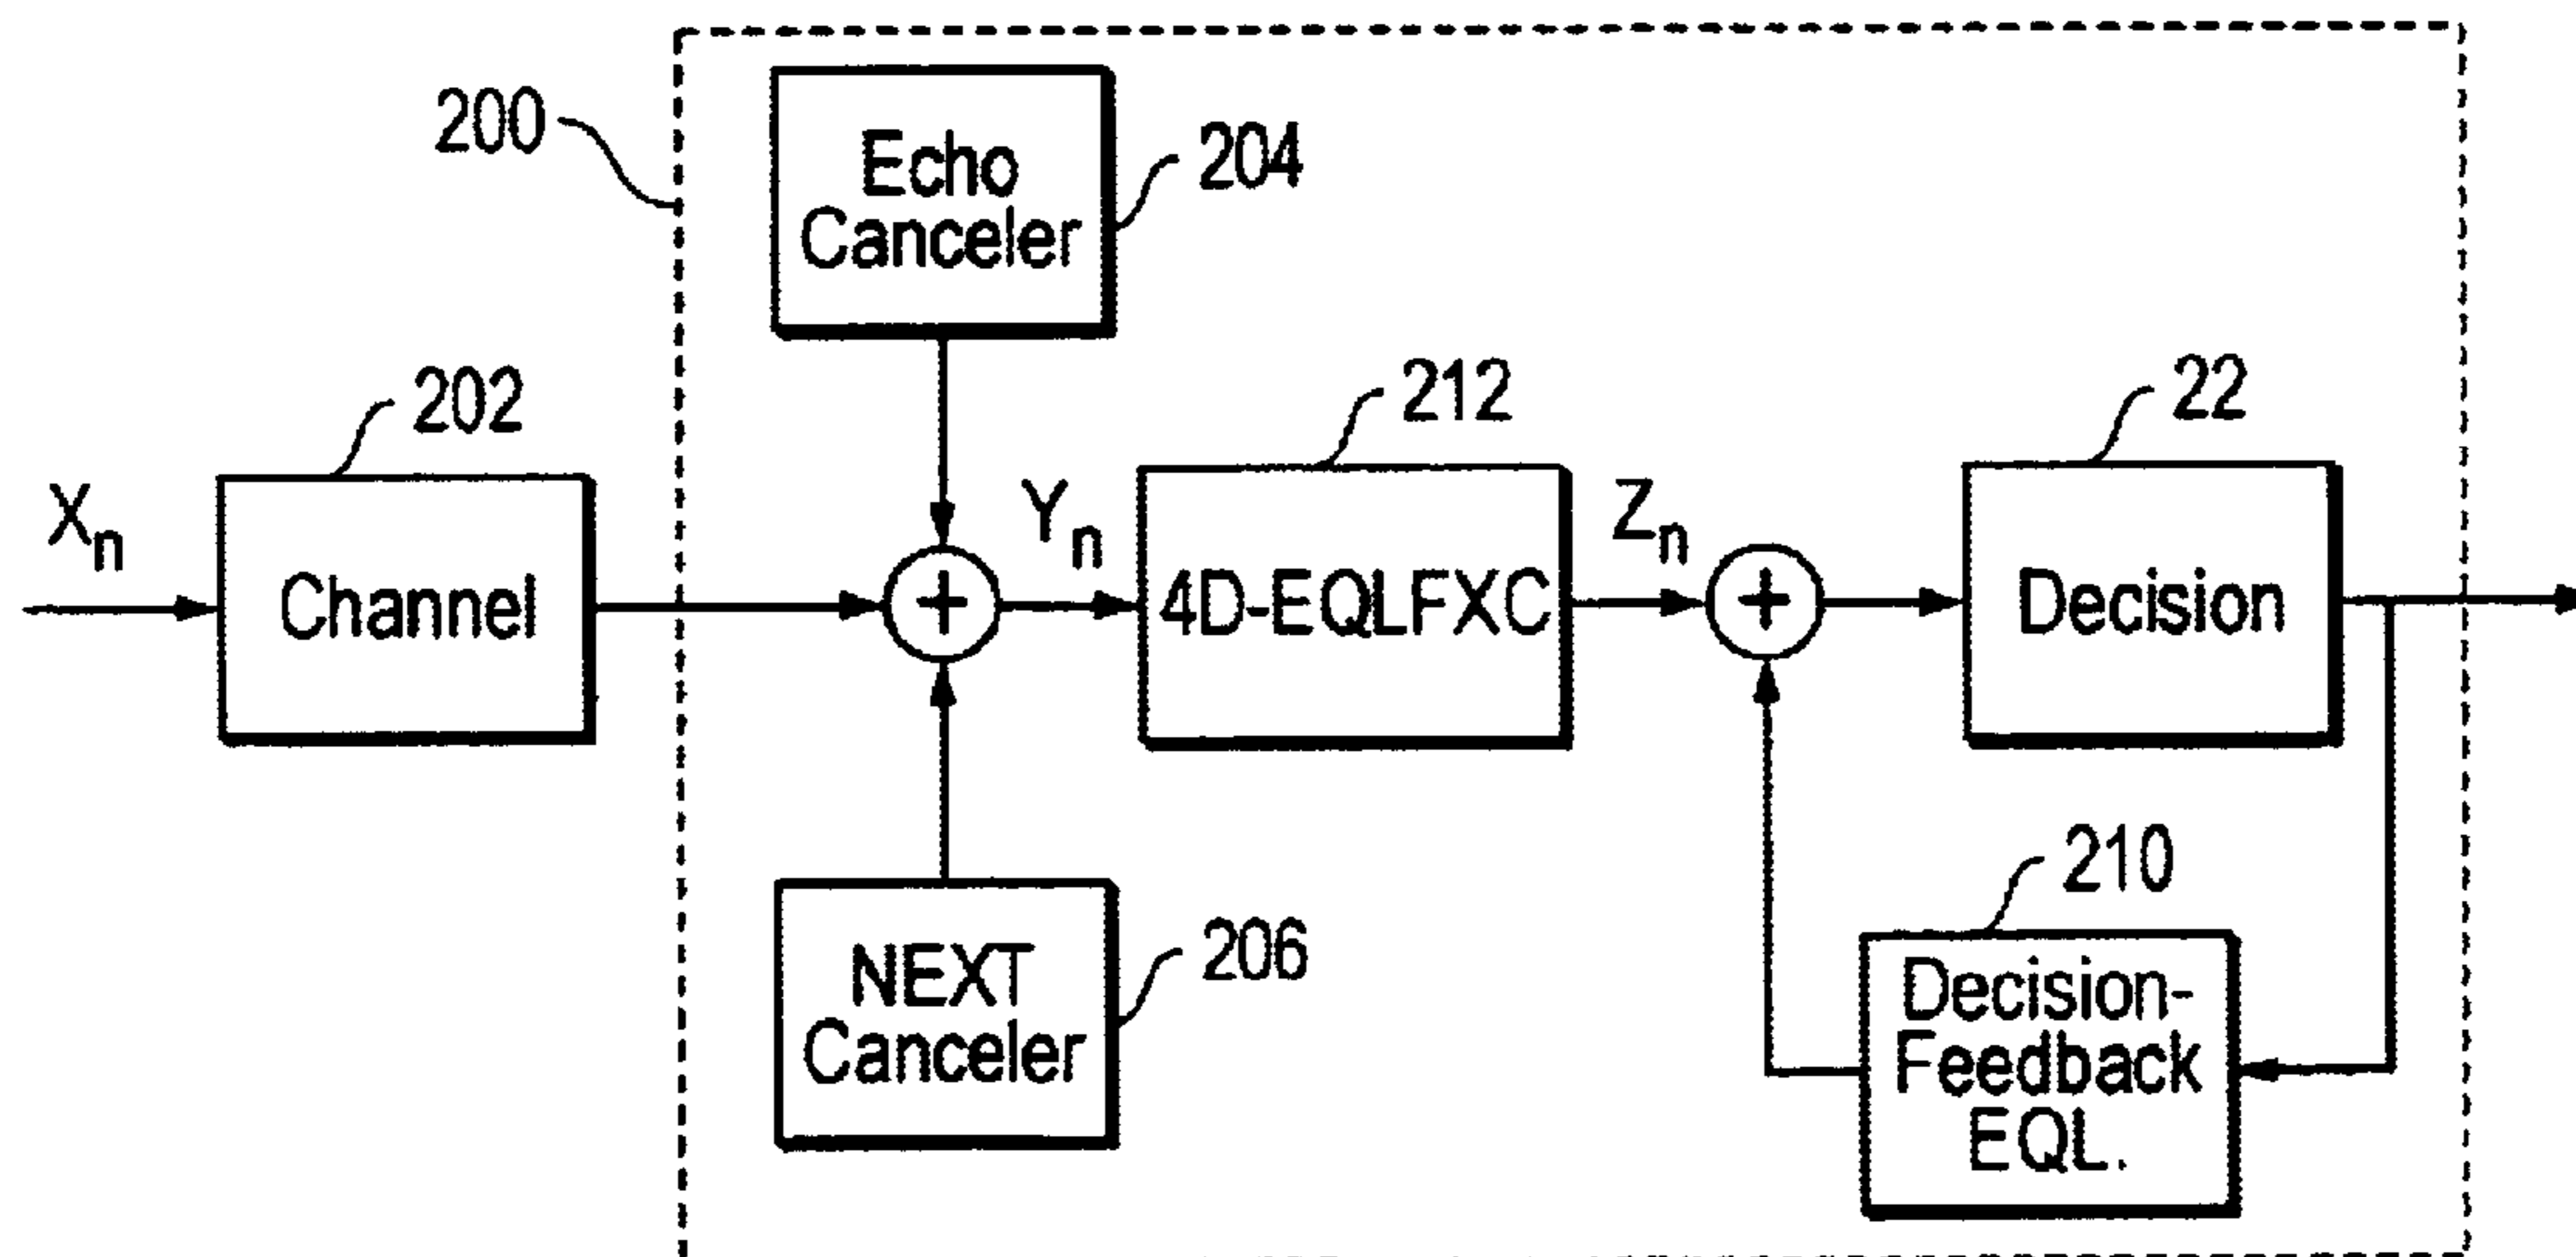 200
Echo
Canceler
204
202
212
22
Xn
Channel
Yn
4D-EQLFXC
Zn
Decision
+
+
210
NEXT
Canceler
206
Decision-
Feedback
EQL.